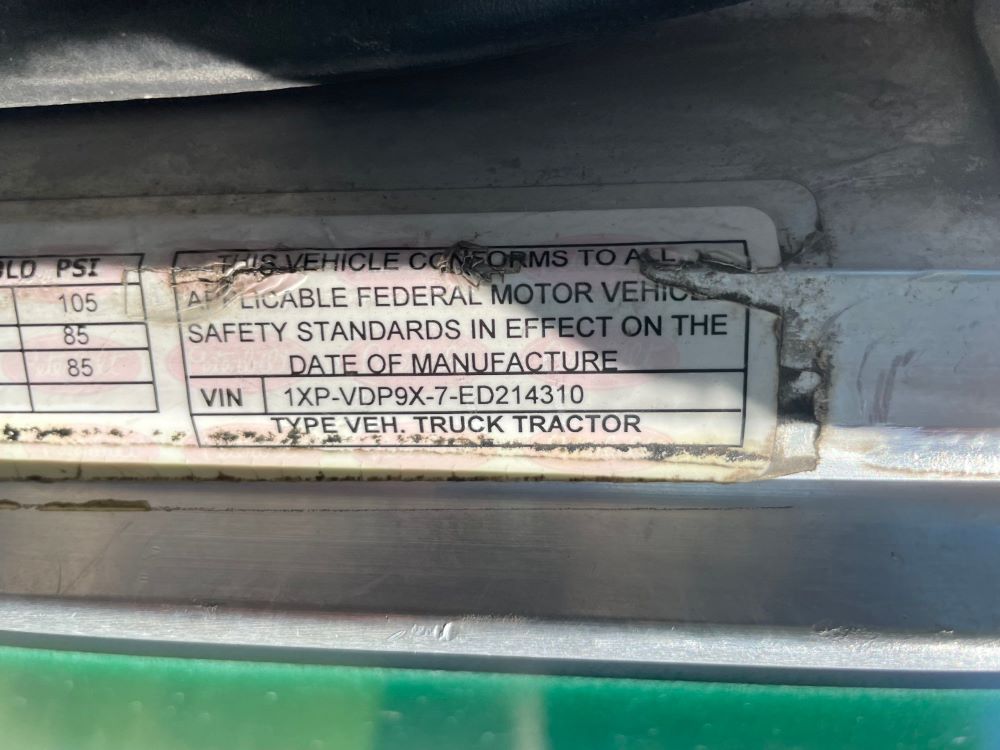 COLD PSI
105
85
85
THIS VEHICLE CONFORMS TO ALL
APPLICABLE FEDERAL MOTOR VEHICLE
SAFETY STANDARDS IN EFFECT ON THE
DATE OF MANUFACTURE
VIN 1XP-VDP9X-7-ED214310
TYPE VEH. TRUCK TRACTOR